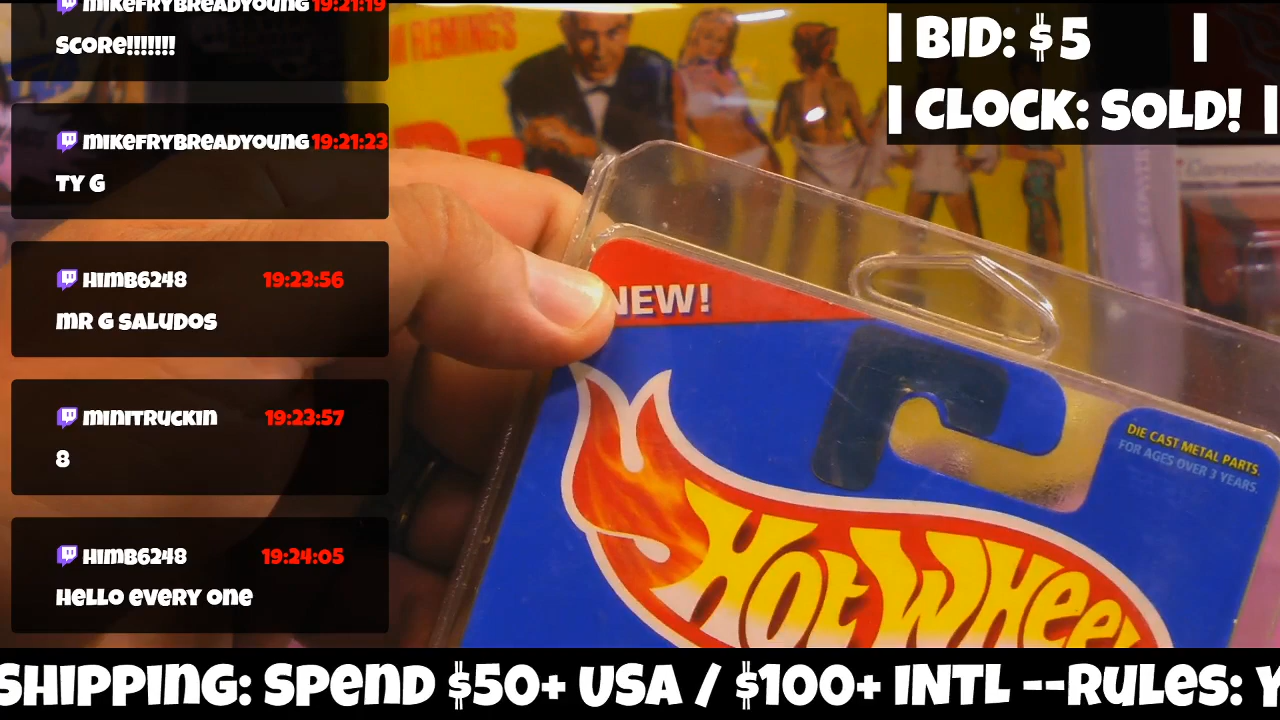 MIKEFRYBREADYOUNG 19:21:19
SCORE!!!!!!!
MIKEFRYBREADYOUNG 19:21:23
TY G
HIMB6248 19:23:56
MR G SALUDOS
MINITRUCKIN 19:23:57
8
HIMB6248 19:24:05
HELLO EVERY ONE
FLEMING'S
| BID: $5 |
| CLOCK: SOLD! |
NEW!
DIE CAST METAL PARTS.
FOR AGES OVER 3 YEARS.
HOT WHEEL
SHIPPING: SPEND $50+ USA / $100+ INTL --RULES: Y